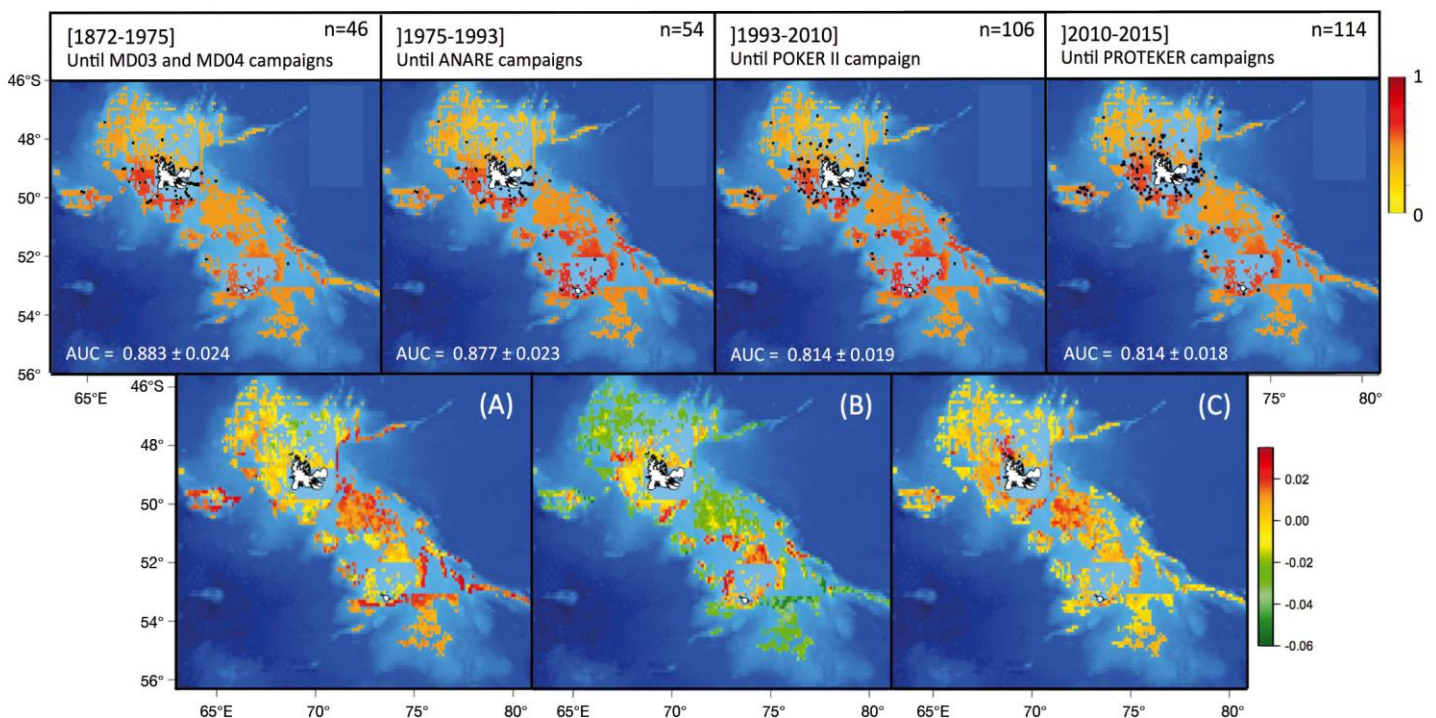 [1872-1975] n=46
Until MD03 and MD04 campaigns
]1975-1993] n=54
Until ANARE campaigns
]1993-2010] n=106
Until POKER II campaign
]2010-2015] n=114
Until PROTEKER campaigns
46°S
48°
50°
52°
54°
56°
1
0
AUC = 0.883 ± 0.024
AUC = 0.877 ± 0.023
AUC = 0.814 ± 0.019
AUC = 0.814 ± 0.018
65°E
75° 80°
46°S
48°
50°
52°
54°
56°
(A)
(B)
(C)
0.02
0.00
-0.02
-0.04
-0.06
65°E 70° 75° 80°
65°E 70° 75° 80°
65°E 70° 75° 80°